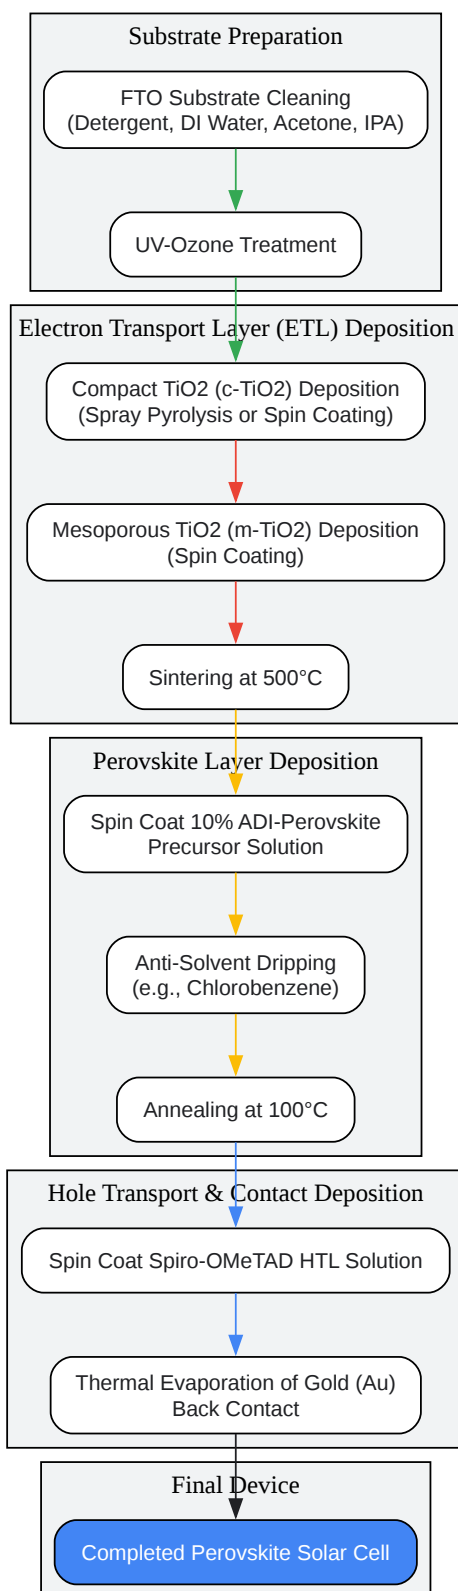 Substrate Preparation
FTO Substrate Cleaning
(Detergent, DI Water, Acetone, IPA)
UV-Ozone Treatment
Electron Transport Layer (ETL) Deposition
Compact TiO2 (c-TiO2) Deposition
(Spray Pyrolysis or Spin Coating)
Mesoporous TiO2 (m-TiO2) Deposition
(Spin Coating)
Sintering at 500°C
Perovskite Layer Deposition
Spin Coat 10% ADI-Perovskite
Precursor Solution
Anti-Solvent Dripping
(e.g., Chlorobenzene)
Annealing at 100°C
Hole Transport & Contact Deposition
Spin Coat Spiro-OMeTAD HTL Solution
Thermal Evaporation of Gold (Au)
Back Contact
Final Device
Completed Perovskite Solar Cell